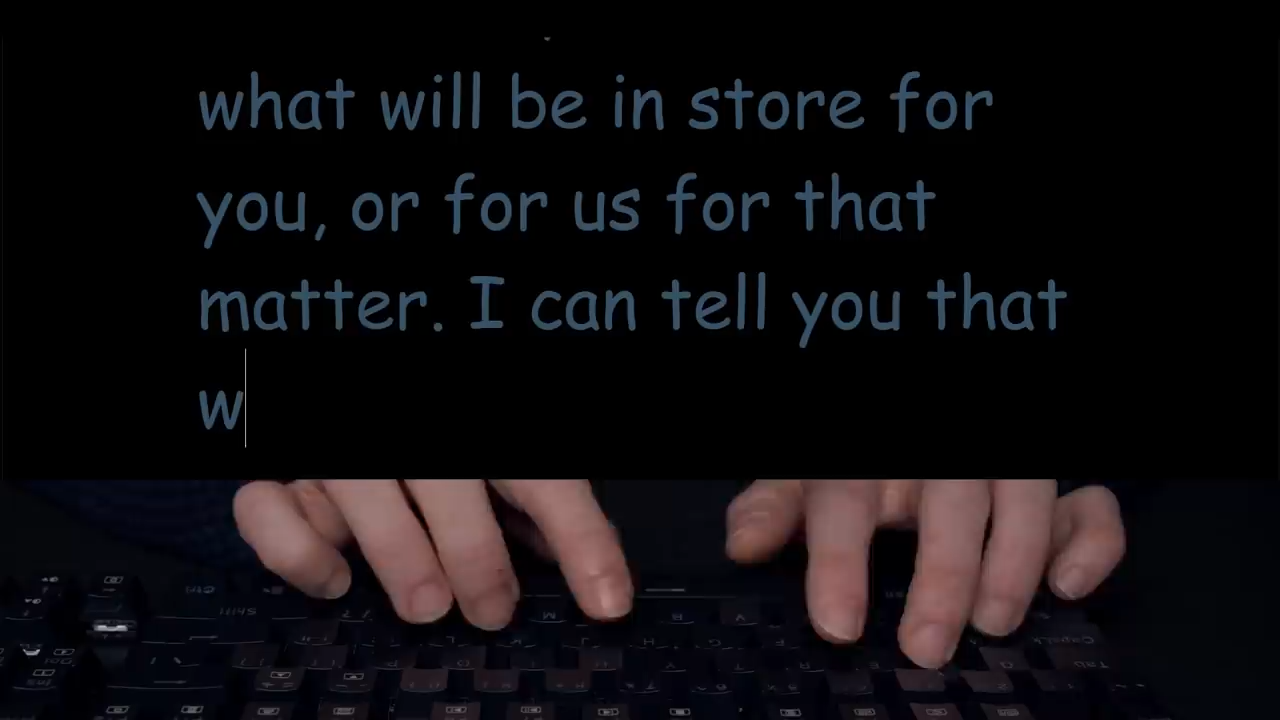 what will be in store for
you, or for us for that
matter. I can tell you that
w